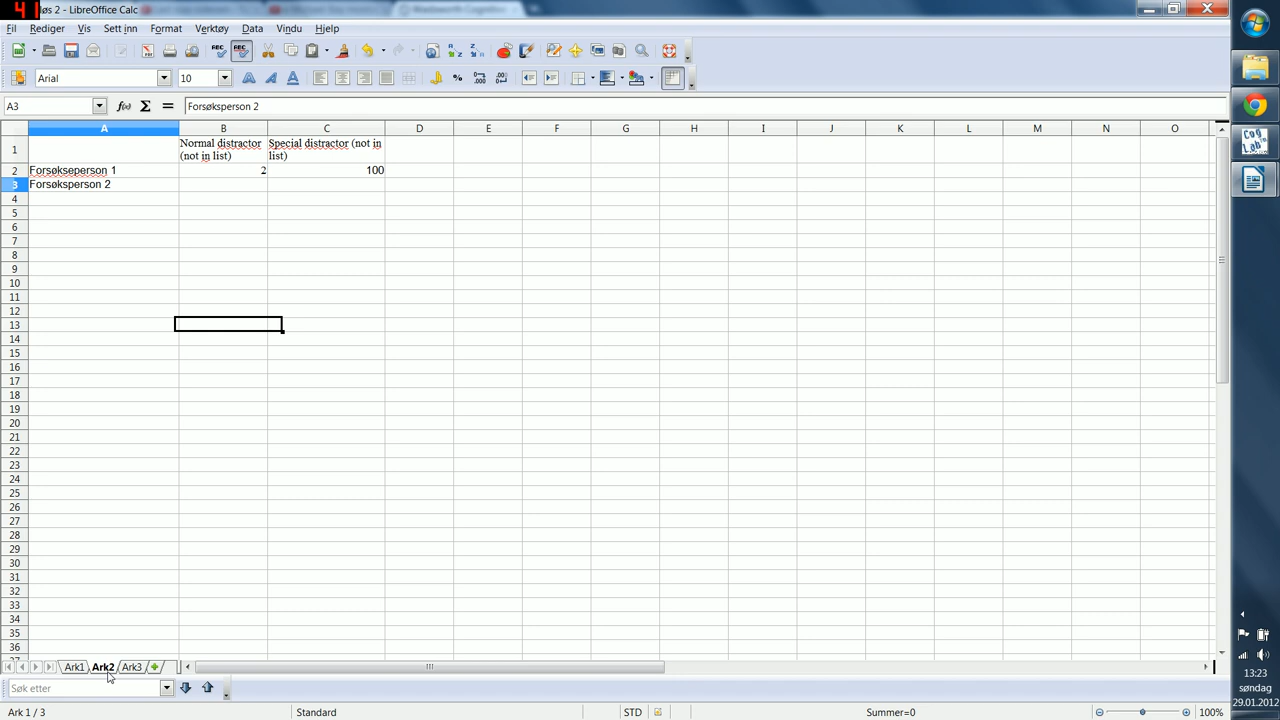 41
øs 2 - LibreOffice Calc
Fil Rediger Vis Sett inn Format Verktøy Data Vindu Hjelp
Arial 10
A3 Forsøksperson 2
A B C D E F G H I J K L M N O
1 Normal distractor (not in list) Special distractor (not in list)
2 Forsøkseperson 1 2 100
3 Forsøksperson 2
4
5
6
7
8
9
10
11
12
13
14
15
16
17
18
19
20
21
22
23
24
25
26
27
28
29
30
31
32
33
34
35
36
Ark1 Ark2 Ark3
Søk etter
Ark 1 / 3 Standard STD Summer=0 100%
Cog
Lab
13:23
søndag
29.01.2012